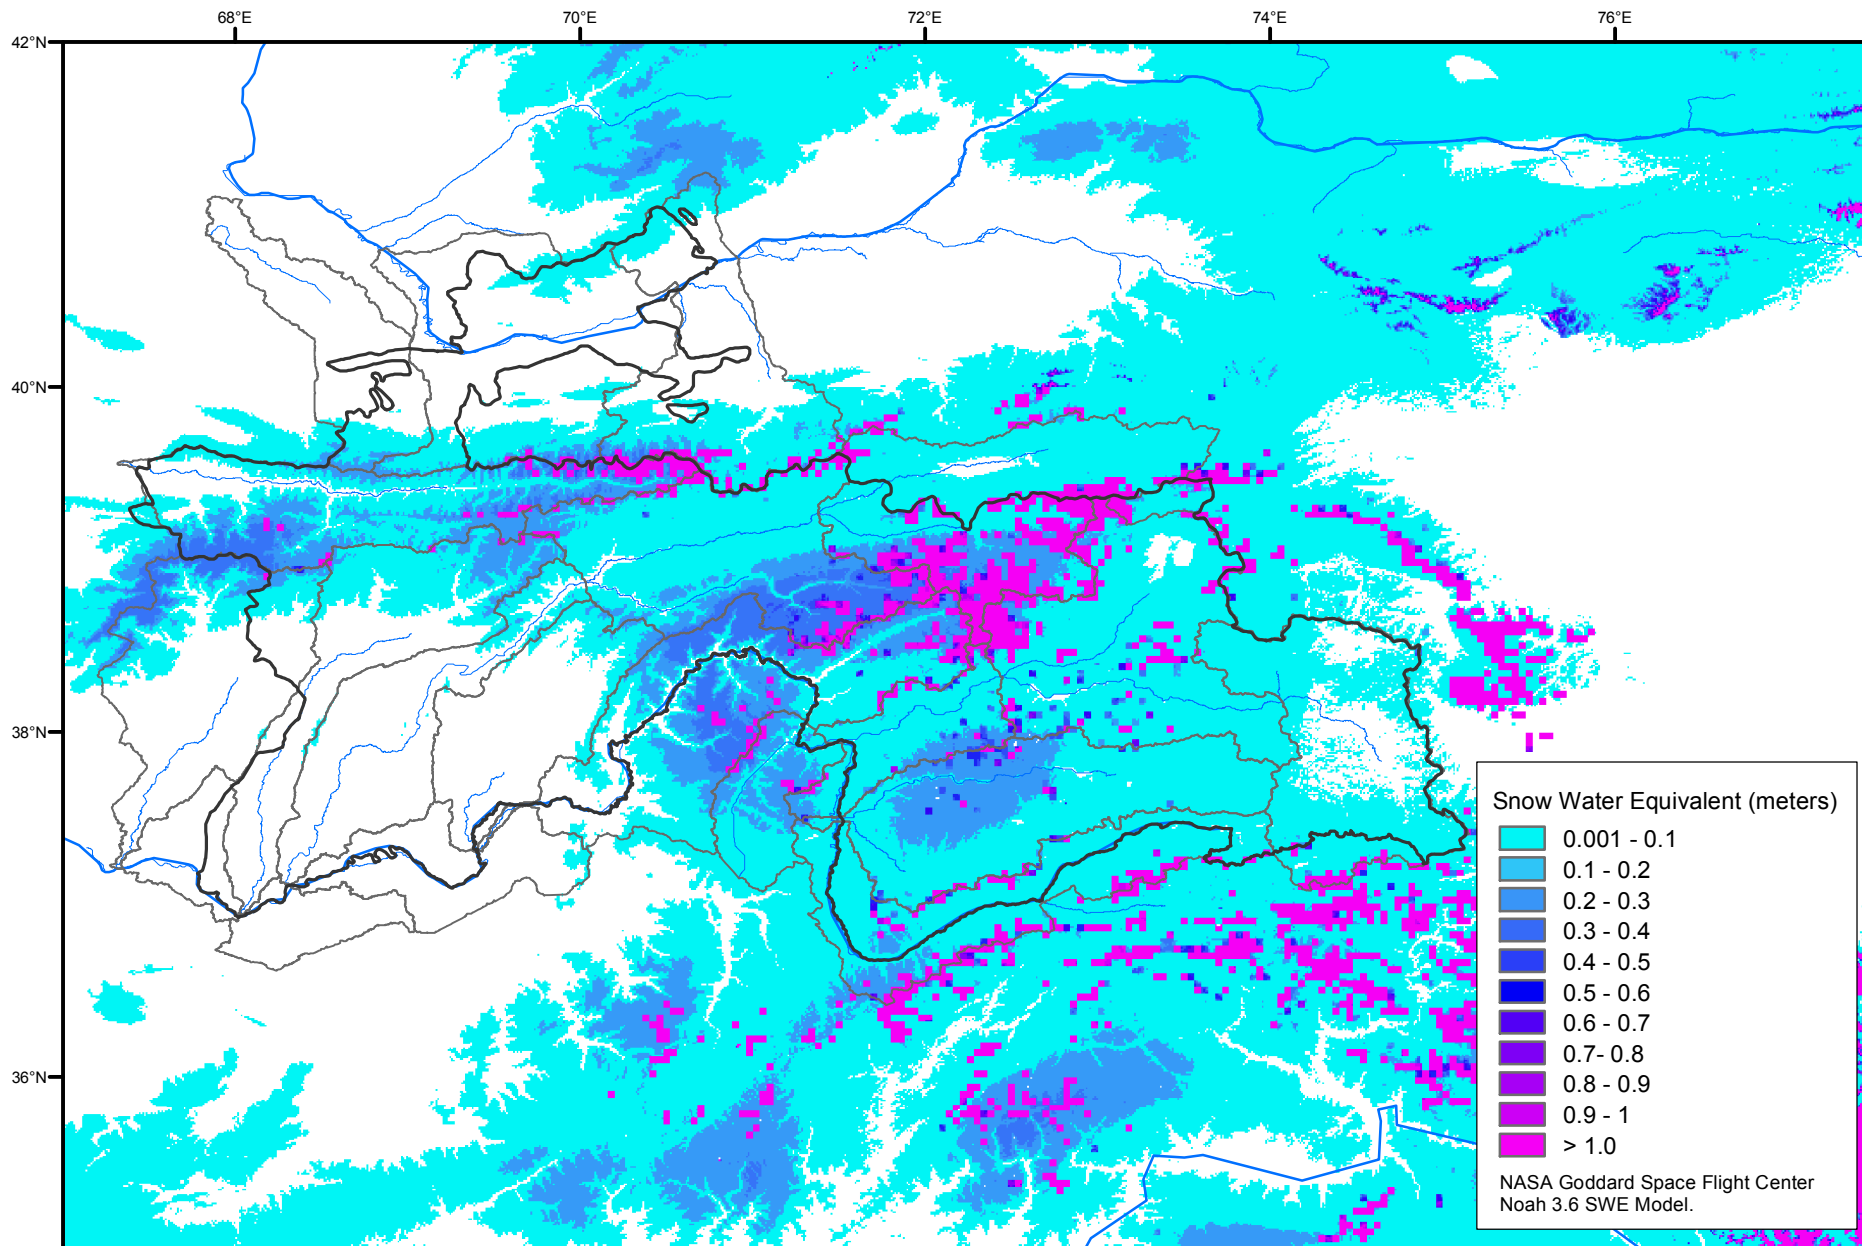 68°E
70°E
72°E
74°E
76°E
42°N
40°N
38°N
36°N
Snow Water Equivalent (meters)
0.001 - 0.1
0.1 - 0.2
0.2 - 0.3
0.3 - 0.4
0.4 - 0.5
0.5 - 0.6
0.6 - 0.7
0.7- 0.8
0.8 - 0.9
0.9 - 1
> 1.0
NASA Goddard Space Flight Center
Noah 3.6 SWE Model.